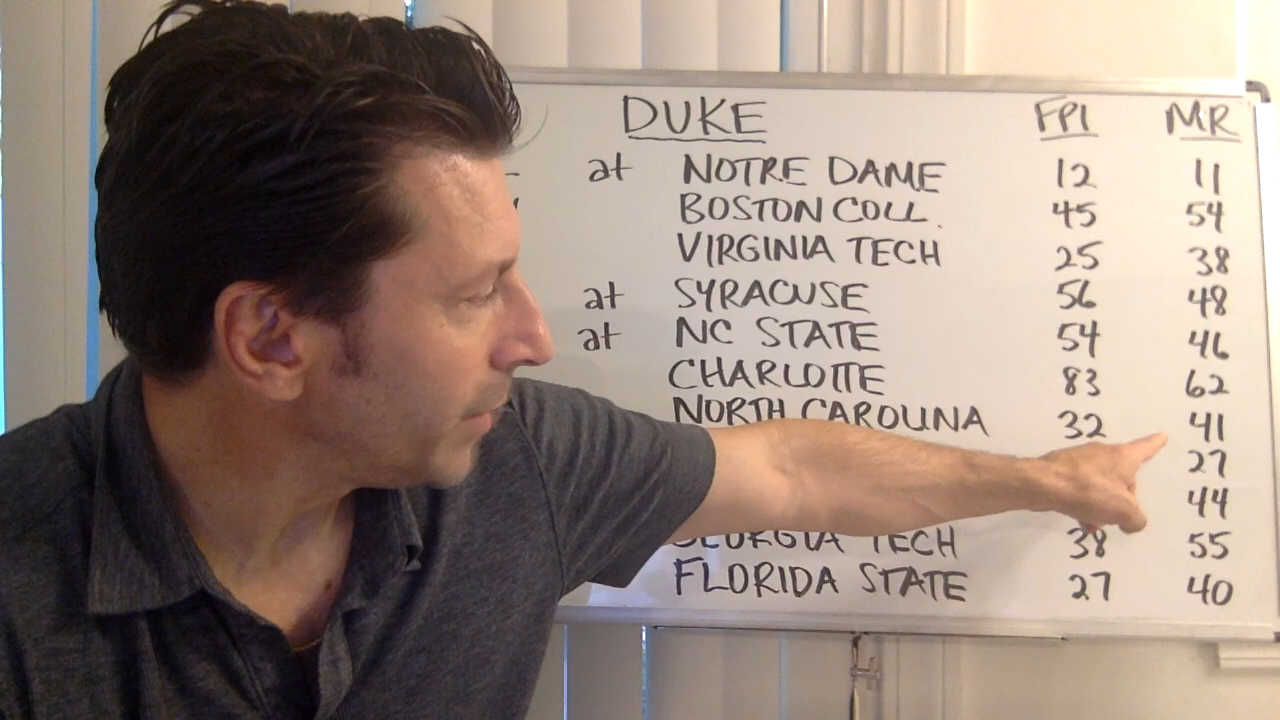 DUKE FPI MR
at NOTRE DAME 12 11
BOSTON COLL. 45 54
VIRGINIA TECH 25 38
at SYRACUSE 56 48
at NC STATE 54 46
CHARLOTTE 83 62
NORTH CAROLINA 32 41
27
44
GEORGIA TECH 38 55
FLORIDA STATE 27 40